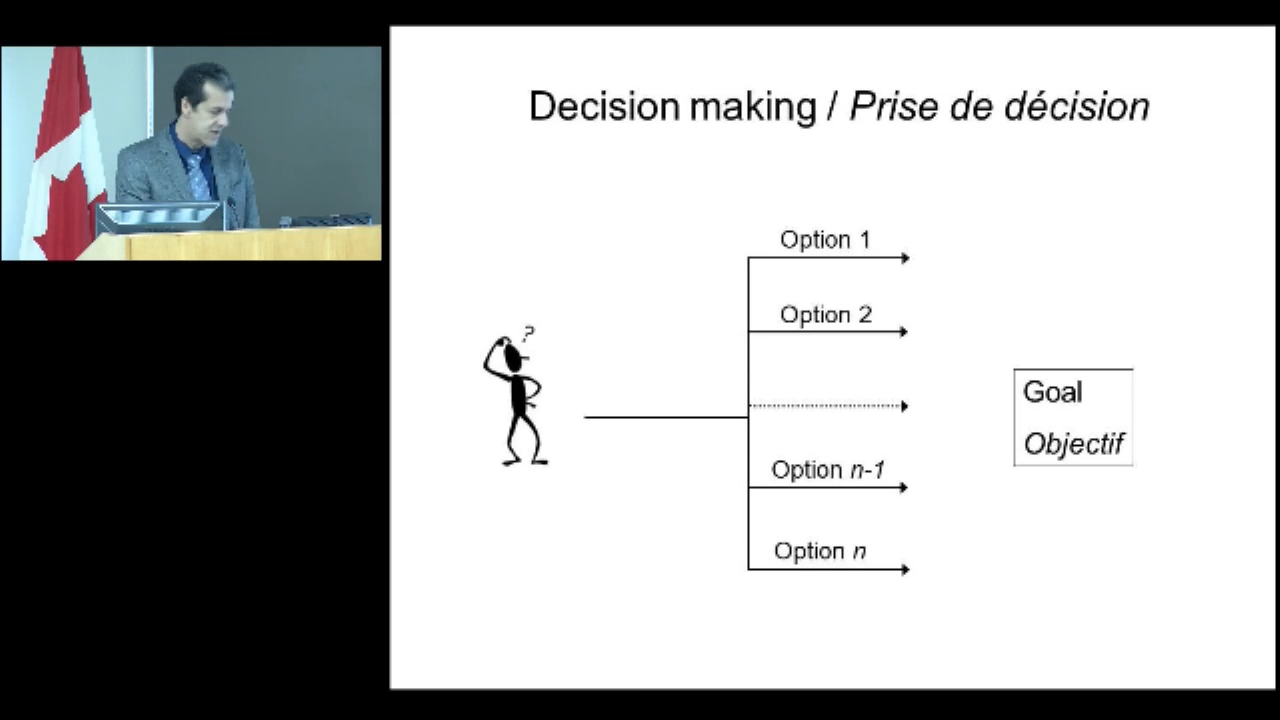 Decision making / Prise de décision
Option 1
Option 2
?
Option n-1
Option n
Goal
Objectif